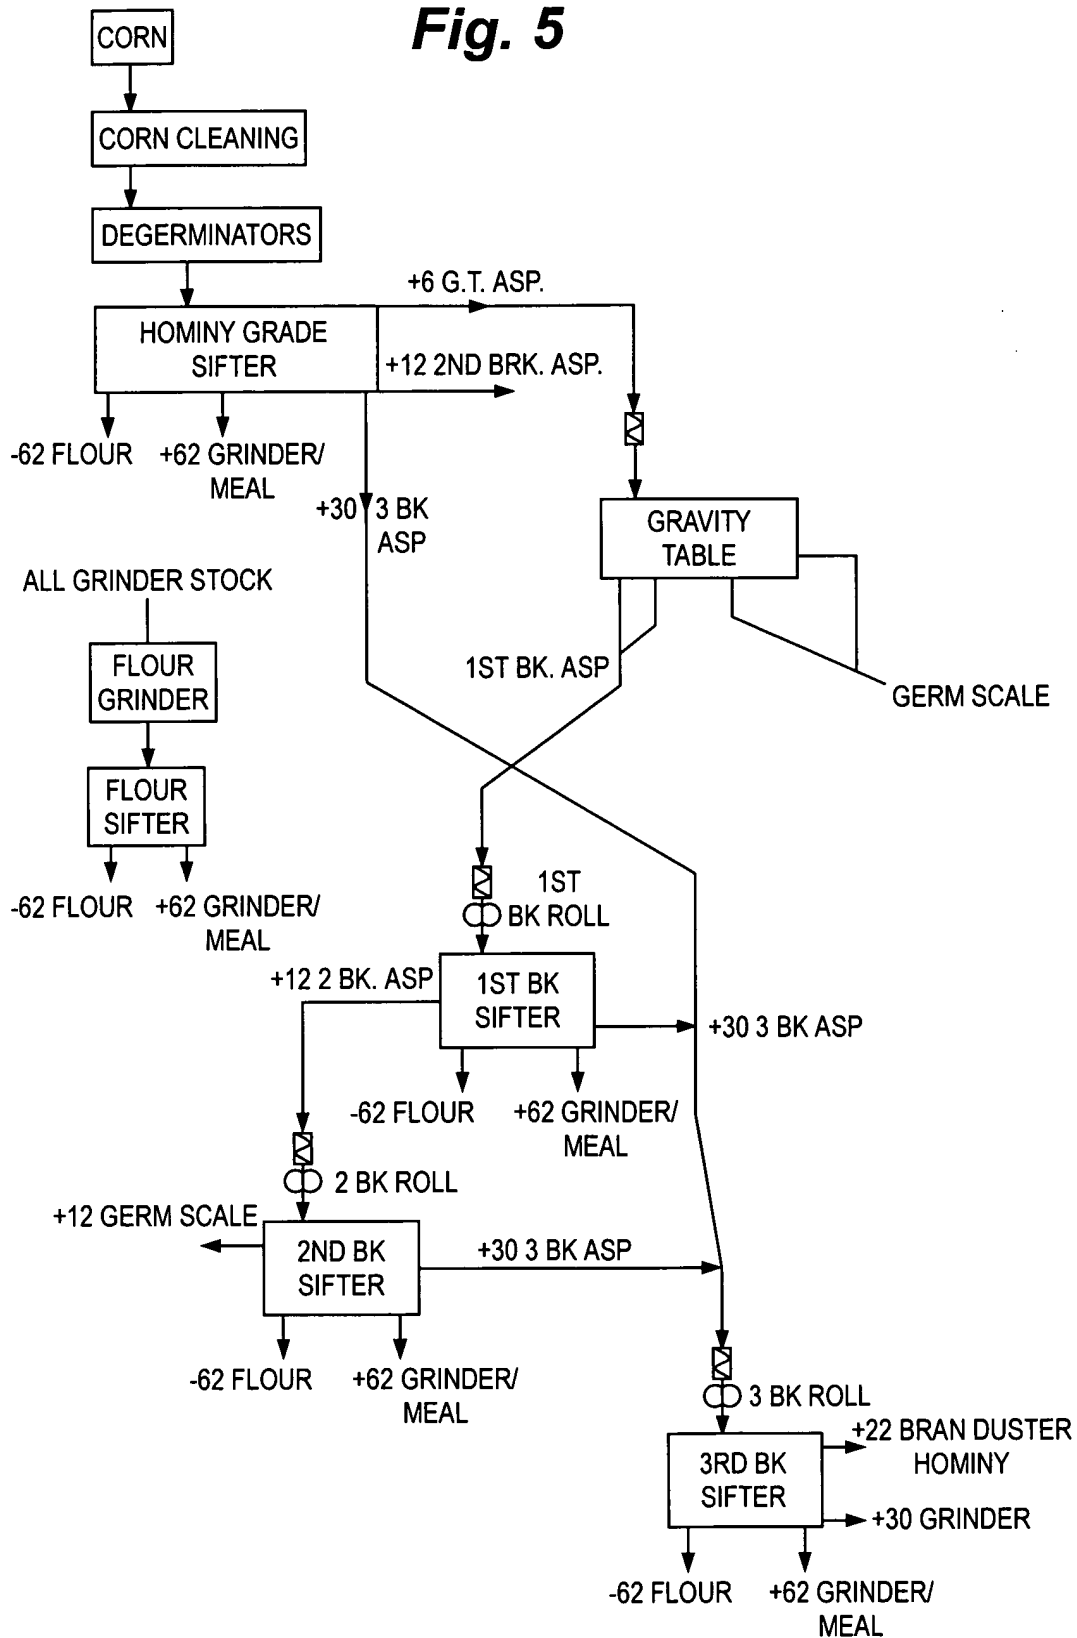 Fig. 5
CORN
CORN CLEANING
DEGERMINATORS
+6 G.T. ASP.
HOMINY GRADE
SIFTER
+12 2ND BRK. ASP.
-62 FLOUR
+62 GRINDER/
MEAL
+30 3 BK
ASP
GRAVITY
TABLE
ALL GRINDER STOCK
FLOUR
GRINDER
1ST BK. ASP
GERM SCALE
FLOUR
SIFTER
-62 FLOUR
+62 GRINDER/
MEAL
1ST
BK ROLL
+12 2 BK. ASP
1ST BK
SIFTER
+30 3 BK ASP
-62 FLOUR
+62 GRINDER/
MEAL
2 BK ROLL
+12 GERM SCALE
2ND BK
SIFTER
+30 3 BK ASP
-62 FLOUR
+62 GRINDER/
MEAL
3 BK ROLL
+22 BRAN DUSTER
HOMINY
3RD BK
SIFTER
+30 GRINDER
-62 FLOUR
+62 GRINDER/
MEAL